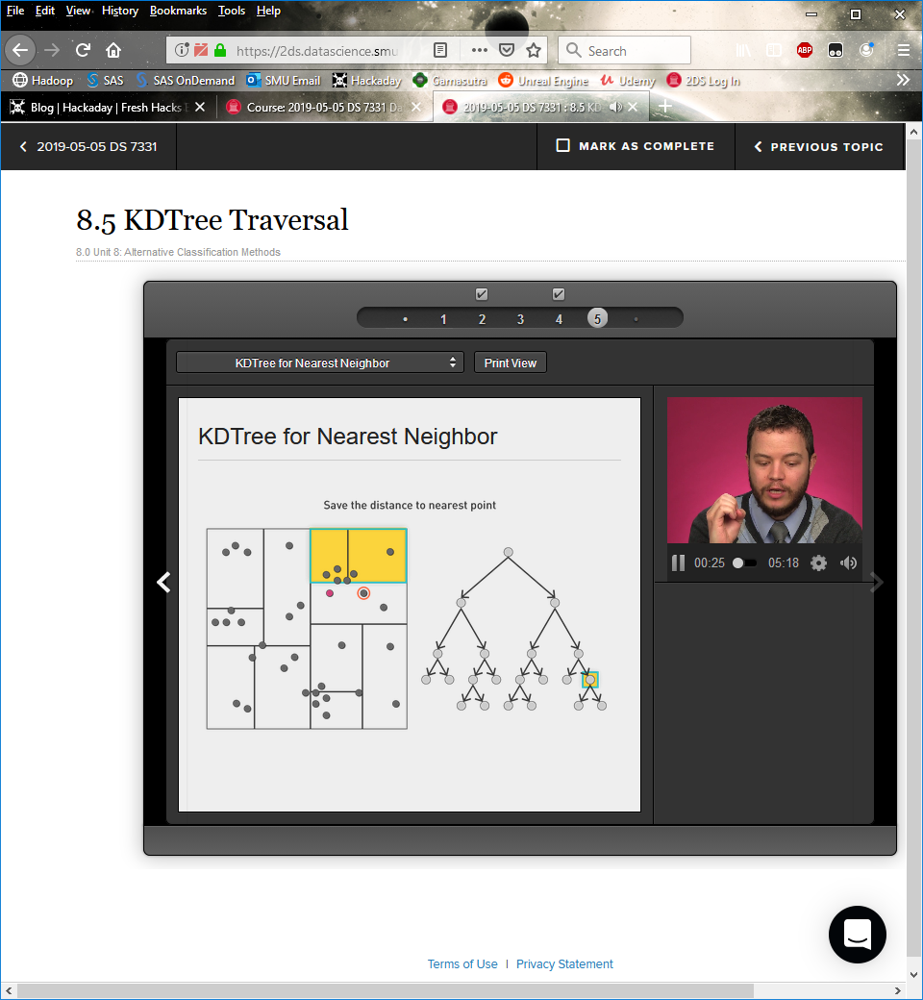 File Edit View History Bookmarks Tools Help
https://2ds.datascience.smu
Search
ABP
Hadoop SAS SAS OnDemand SMU Email Hackaday Gamasutra Unreal Engine Udemy 2DS Log In
Blog | Hackaday | Fresh Hacks Course: 2019-05-05 DS 7331 Da 2019-05-05 DS 7331 : 8.5 KD
2019-05-05 DS 7331 MARK AS COMPLETE PREVIOUS TOPIC
8.5 KDTree Traversal
8.0 Unit 8: Alternative Classification Methods
1 2 3 4 5
KDTree for Nearest Neighbor Print View
KDTree for Nearest Neighbor
Save the distance to nearest point
00:25 05:18
Terms of Use | Privacy Statement